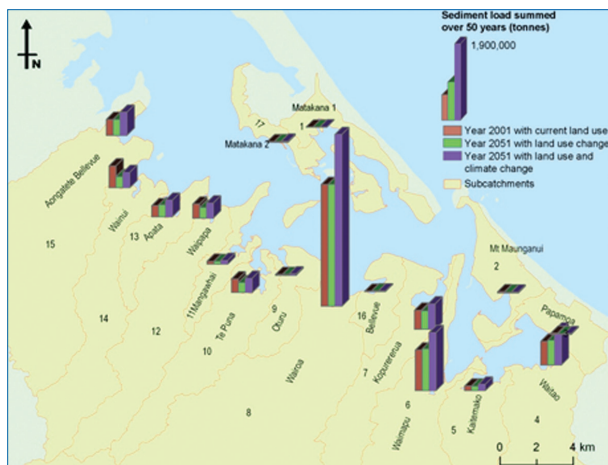 Sediment load summed
over 50 years (tonnes)
1,900,000
Year 2001 with current land use
Year 2051 with land use change
Year 2051 with land use and
climate change
Subcatchments
N
Matakana 1
1
17
Matakana 2
Aongatete Bellevue
15
Wainui
14
Apata
13
12
Waipapa
11
Mangawhai
10
Te Puna
9
Oturu
Wairoa
8
16
Bellevue
7
Kopurererua
6
Waimapu
5
Kaitemako
Mt Maunganui
2
Papamoa
Waitao
4
0 2 4 km